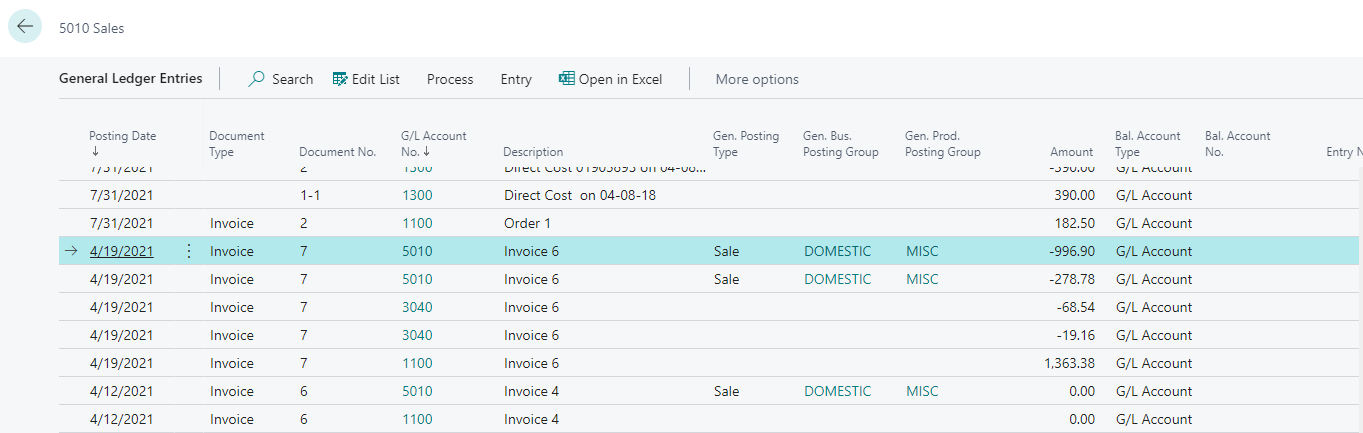 5010 Sales
General Ledger Entries Search Edit List Process Entry Open in Excel More options
Posting Date ↓ Document Type Document No. G/L Account No. ↓ Description Gen. Posting Type Gen. Bus. Posting Group Gen. Prod. Posting Group Amount Bal. Account Type Bal. Account No. Entry N
7/31/2021 2 1300 Direct Cost -390.00 G/L Account
7/31/2021 1-1 1300 Direct Cost on 04-08-18 390.00 G/L Account
7/31/2021 Invoice 2 1100 Order 1 182.50 G/L Account
4/19/2021 Invoice 7 5010 Invoice 6 Sale DOMESTIC MISC -996.90 G/L Account
4/19/2021 Invoice 7 5010 Invoice 6 Sale DOMESTIC MISC -278.78 G/L Account
4/19/2021 Invoice 7 3040 Invoice 6 -68.54 G/L Account
4/19/2021 Invoice 7 3040 Invoice 6 -19.16 G/L Account
4/19/2021 Invoice 7 1100 Invoice 6 1,363.38 G/L Account
4/12/2021 Invoice 6 5010 Invoice 4 Sale DOMESTIC MISC 0.00 G/L Account
4/12/2021 Invoice 6 1100 Invoice 4 0.00 G/L Account